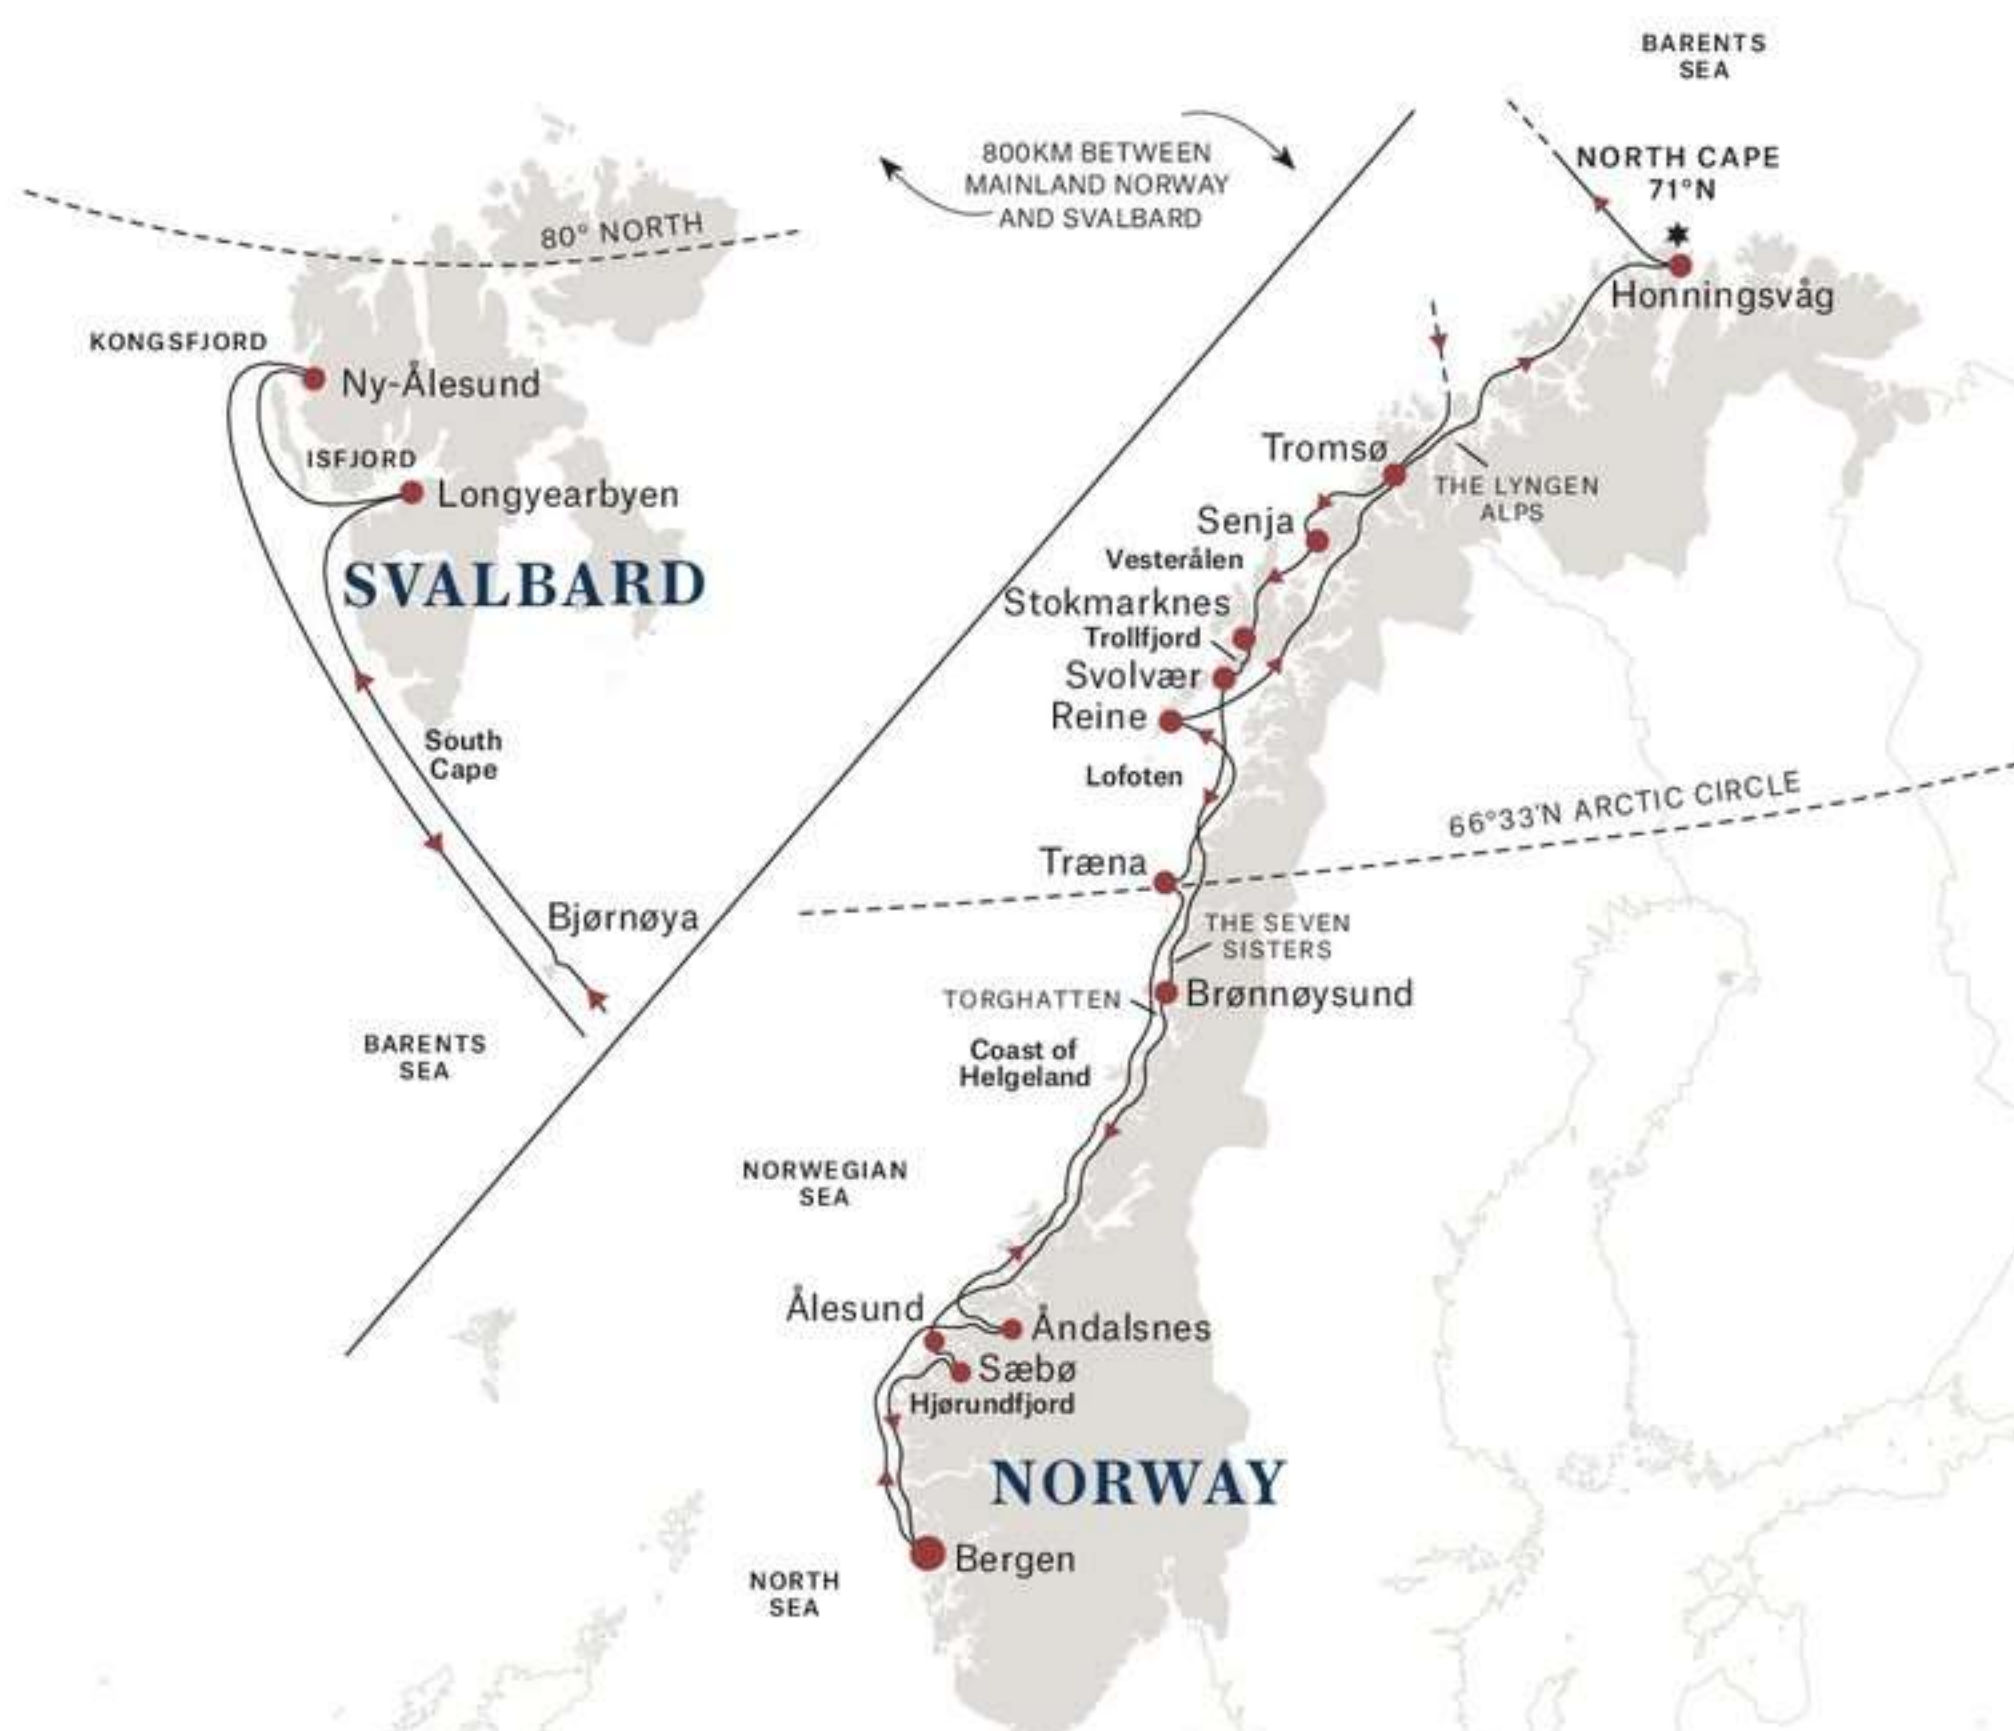 BARENTS
SEA
NORTH CAPE
71°N
800KM BETWEEN
MAINLAND NORWAY
AND SVALBARD
80° NORTH
Honningsvåg
KONGSFJORD
Ny-Ålesund
ISFJORD
Longyearbyen
SVALBARD
Tromsø
THE LYNGEN
ALPS
Senja
Vesterålen
Stokmarknes
Trollfjord
Svolvær
Reine
South
Cape
Lofoten
66°33'N ARCTIC CIRCLE
Træna
Bjørnøya
THE SEVEN
SISTERS
TORGHATTEN
Brønnøysund
BARENTS
SEA
Coast of
Helgeland
NORWEGIAN
SEA
Ålesund
Åndalsnes
Sæbø
Hjørundfjord
NORWAY
Bergen
NORTH
SEA